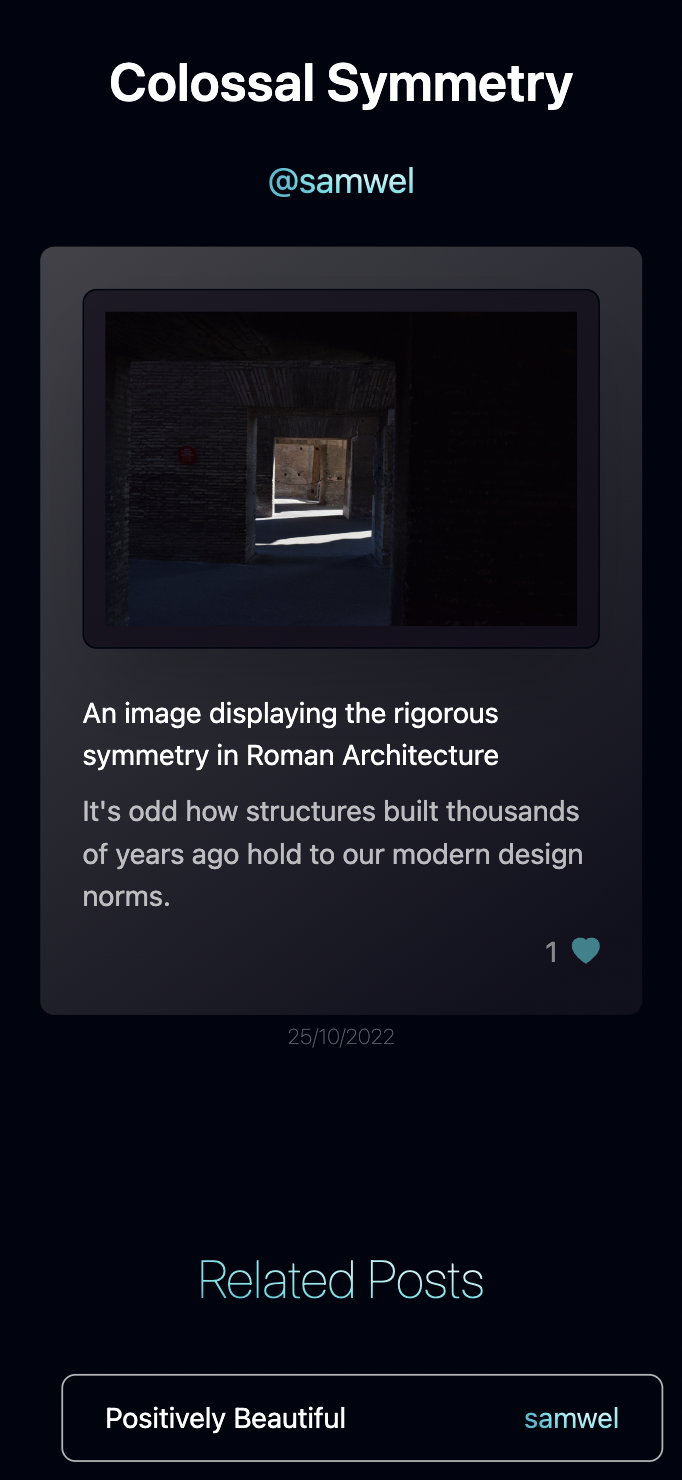 Colossal Symmetry
@samwel
An image displaying the rigorous
symmetry in Roman Architecture
It's odd how structures built thousands
of years ago hold to our modern design
norms.
1
25/10/2022
Related Posts
Positively Beautiful samwel